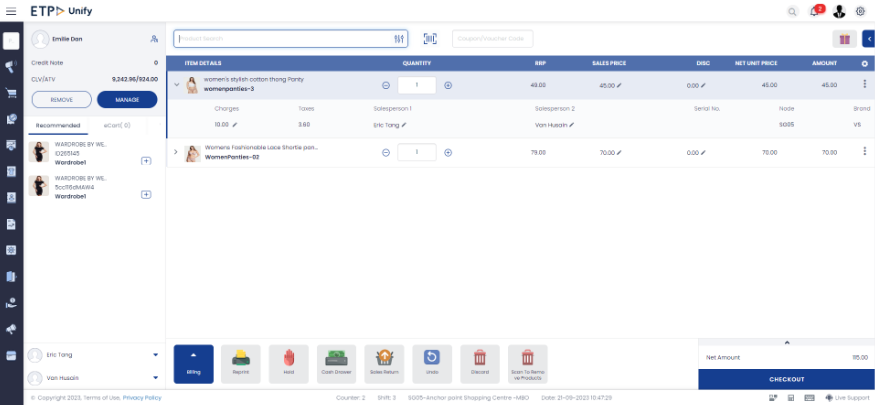 ETP Unify
2
Emilie Dan
Credit Note 0
CLV/ATV 9,242.96/924.00
REMOVE MANAGE
Recommended eCart( 0)
WARDROBE BY WE..
IO265145
Wardrobe1
WARDROBE BY WE..
5cc116dMAW4
Wardrobe1
Eric Tang
Van Husain
Product Search
Coupon/Voucher Code
ITEM DETAILS QUANTITY RRP SALES PRICE DISC NET UNIT PRICE AMOUNT
women's stylish cotton thong Panty
womenpanties-3 1 49.00 45.00 0.00 45.00 45.00
Charges Taxes Salesperson 1 Salesperson 2 Serial No. Node Brand
10.00 3.60 Eric Tang Van Husain SG05 VS
Womens Fashionable Lace Shortie pan...
WomenPanties-02 1 79.00 70.00 0.00 70.00 70.00
Billing Reprint Hold Cash Drawer Sales Return Undo Discard Scan To Remo
ve Products
Net Amount 115.00
CHECKOUT
© Copyright 2023, Terms of Use. Privacy Policy
Counter: 2 Shift: 3 SG05-Anchor point Shopping Centre -MBO Date: 21-09-2023 10:47:29
Live Support